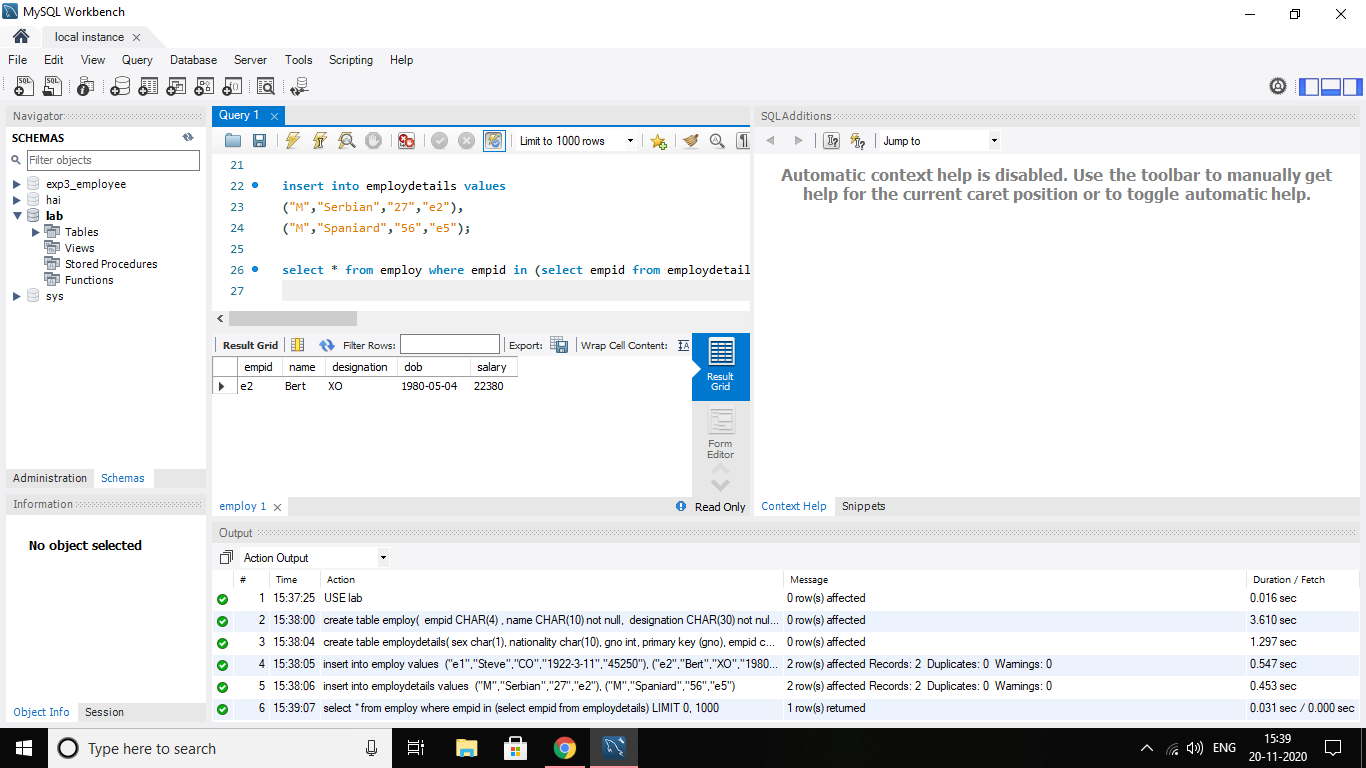 MySQL Workbench
local instance
File Edit View Query Database Server Tools Scripting Help
Navigator
SCHEMAS
Filter objects
exp3_employee
hai
lab
Tables
Views
Stored Procedures
Functions
sys
Administration Schemas
Information
No object selected
Object Info Session
Query 1
Limit to 1000 rows
21
22 insert into employdetails values
23 ("M","Serbian","27","e2"),
24 ("M","Spaniard","56","e5");
25
26 select * from employ where empid in (select empid from employdetail
27
Result Grid Filter Rows: Export: Wrap Cell Content:
empid name designation dob salary
e2 Bert XO 1980-05-04 22380
Result
Grid
Form
Editor
employ 1
Read Only
SQLAdditions
Jump to
Automatic context help is disabled. Use the toolbar to manually get
help for the current caret position or to toggle automatic help.
Context Help Snippets
Output
Action Output
# Time Action Message Duration / Fetch
1 15:37:25 USE lab 0 row(s) affected 0.016 sec
2 15:38:00 create table employ( empid CHAR(4) , name CHAR(10) not null, designation CHAR(30) not nul... 0 row(s) affected 3.610 sec
3 15:38:04 create table employdetails( sex char(1), nationality char(10), gno int, primary key (gno), empid c... 0 row(s) affected 1.297 sec
4 15:38:05 insert into employ values ("e1","Steve","CO","1922-3-11","45250"), ("e2","Bert","XO","1980... 2 row(s) affected Records: 2 Duplicates: 0 Warnings: 0 0.547 sec
5 15:38:06 insert into employdetails values ("M","Serbian","27","e2"), ("M","Spaniard","56","e5") 2 row(s) affected Records: 2 Duplicates: 0 Warnings: 0 0.453 sec
6 15:39:07 select * from employ where empid in (select empid from employdetails) LIMIT 0, 1000 1 row(s) returned 0.031 sec / 0.000 sec
Type here to search
ENG
15:39
20-11-2020